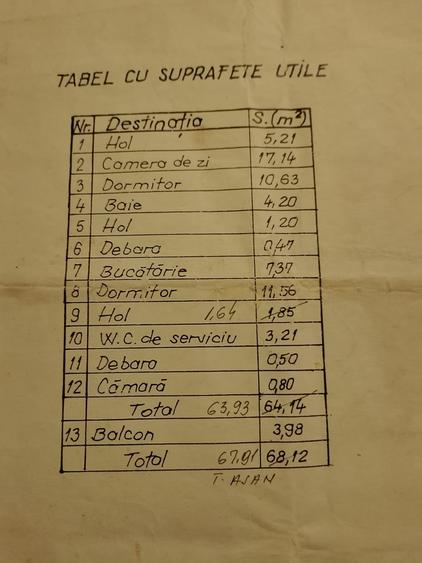 TABEL CU SUPRAFETE UTILE
Nr. Destinația S.(m²)
1 Hol 5,21
2 Camera de zi 17,14
3 Dormitor 10,63
4 Baie 4,20
5 Hol 1,20
6 Debara 0,47
7 Bucătărie 7,37
8 Dormitor 11,56
9 Hol 1,64 1,85
10 W.C. de serviciu 3,21
11 Debara 0,50
12 Cămară 0,80
Total 63,93 64,14
13 Balcon 3,98
Total 67,91 68,12
T. ASAN